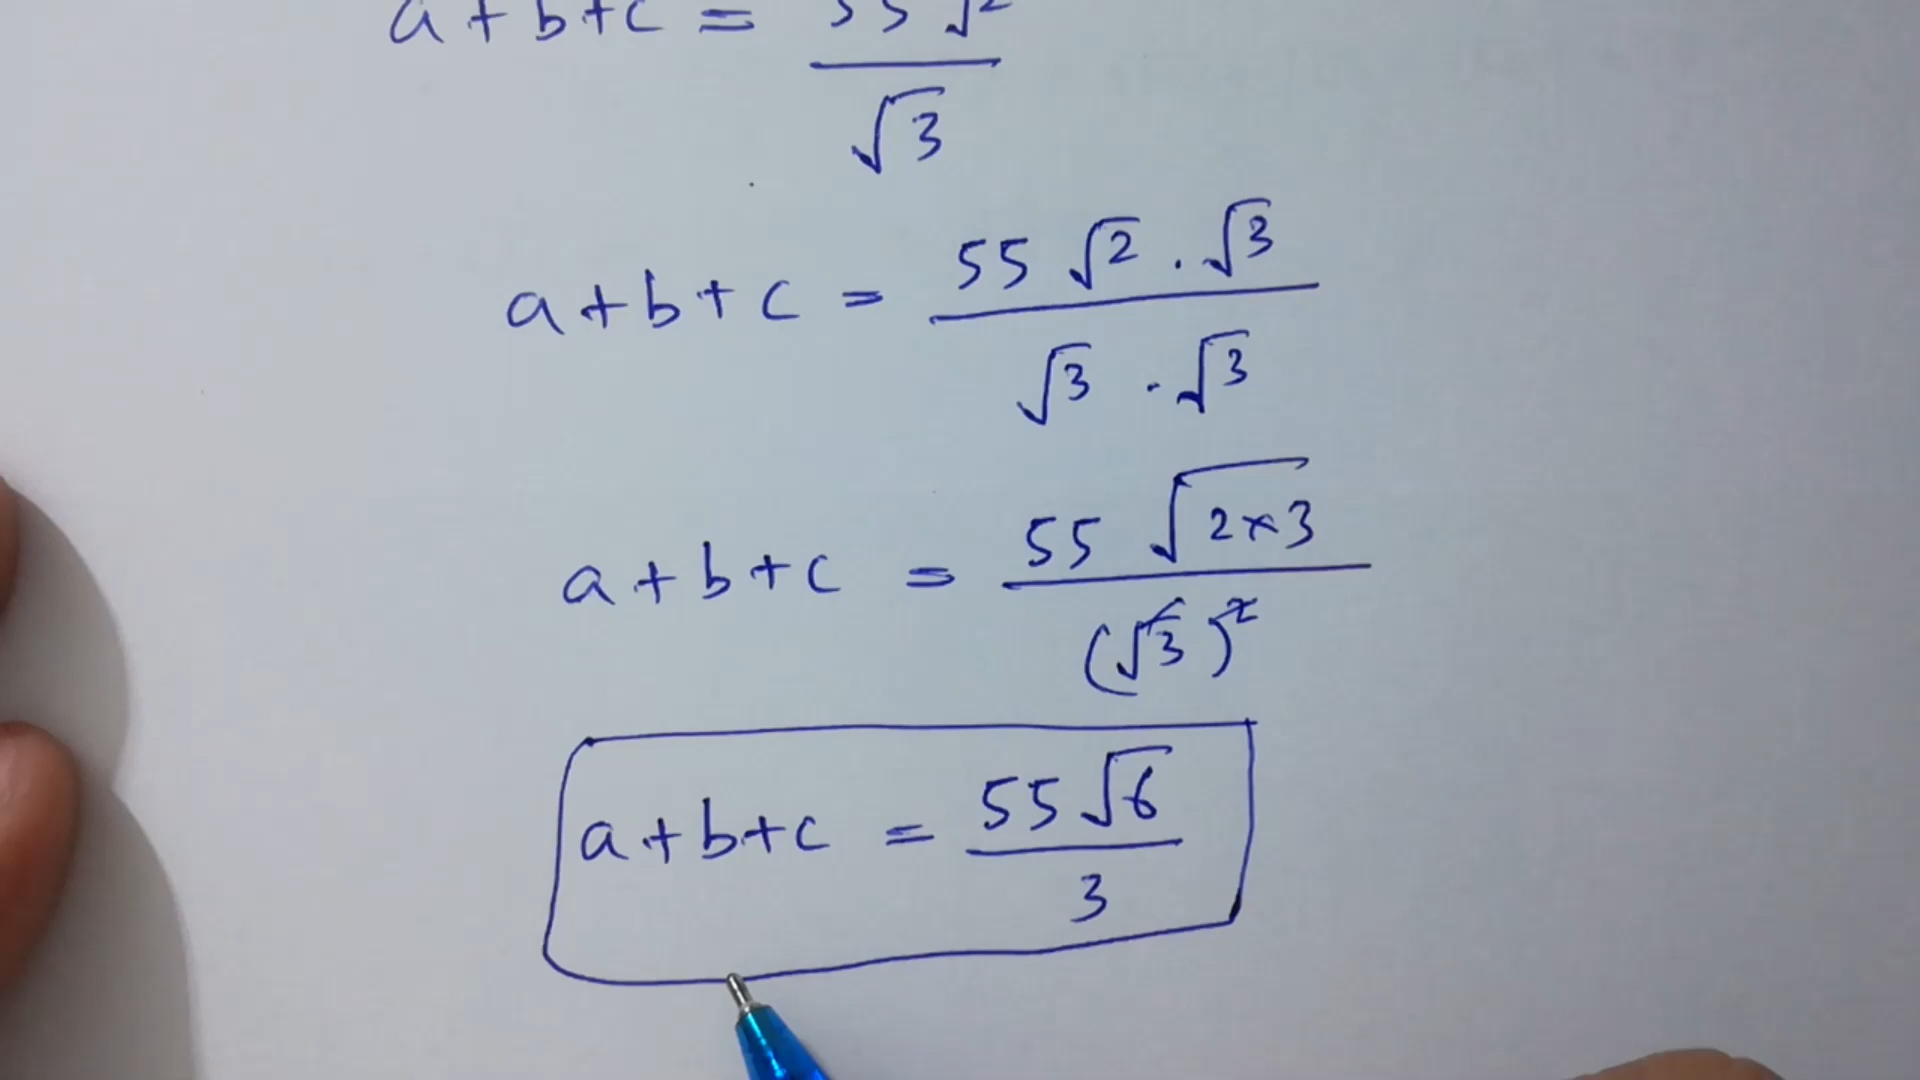 a+b+c = 55√2 / √3
a+b+c = 55 √2 . √3 / √3 . √3
a+b+c = 55 √2×3 / (√3)²
a+b+c = 55√6 / 3